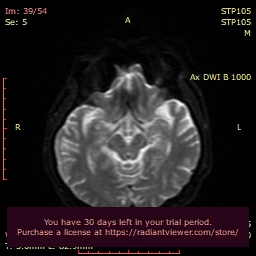 Im: 39/54
Se: 5
A
STP105
STP105
M
Ax DWI B 1000
R
L
You have 30 days left in your trial period.
Purchase a license at https://radiantviewer.com/store/